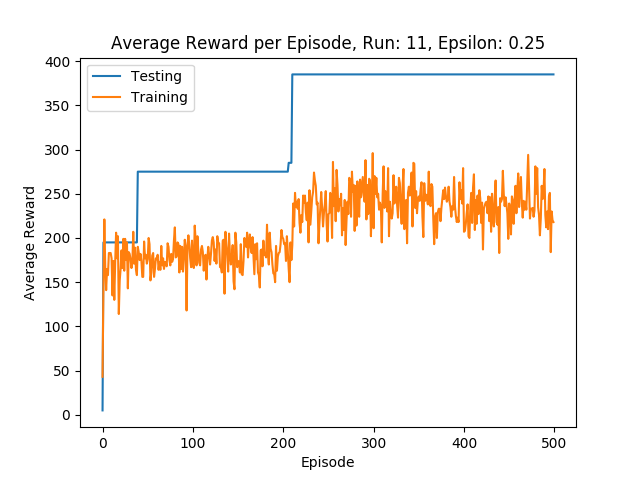 Average Reward per Episode, Run: 11, Epsilon: 0.25
Testing
Training
Average Reward
400
350
300
250
200
150
100
50
0
0 100 200 300 400 500
Episode